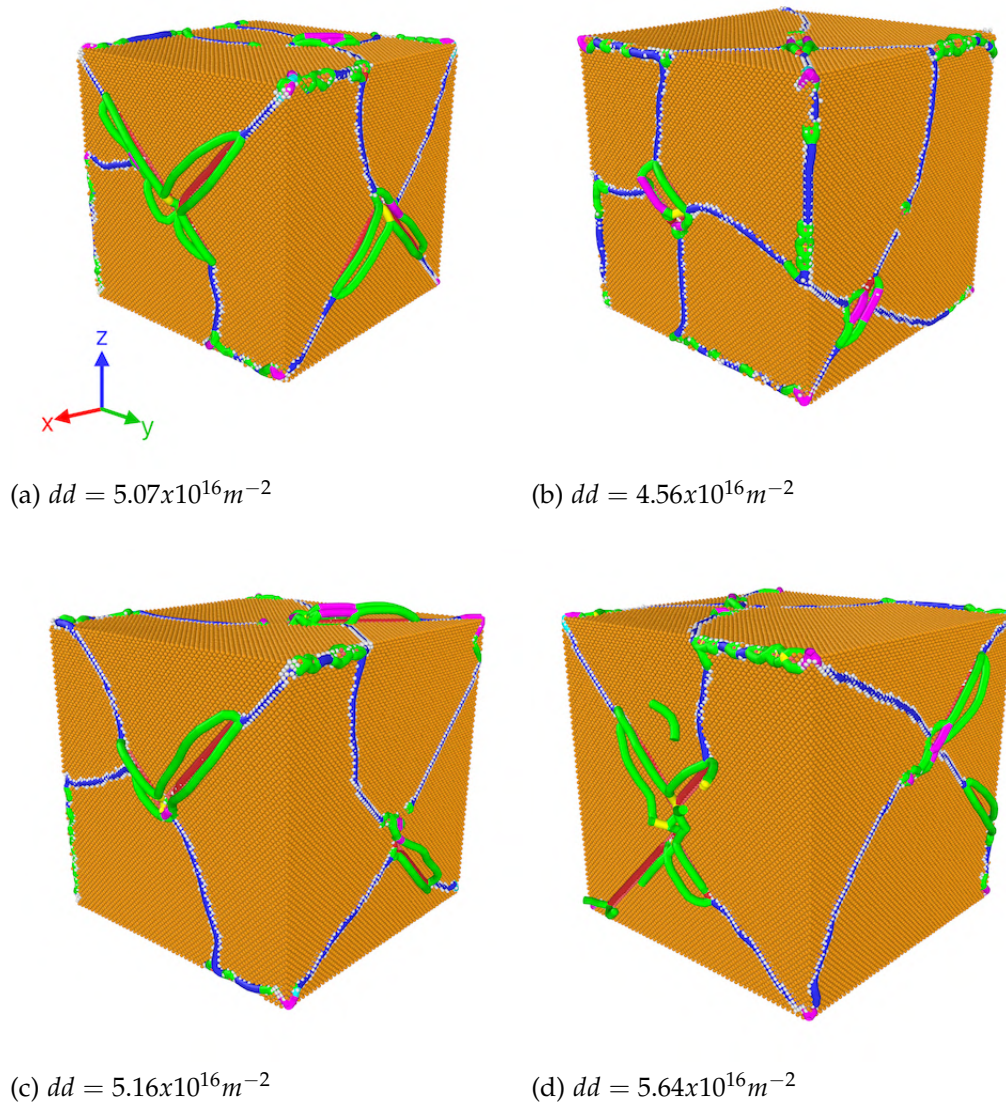 z
x
y
(a) dd = 5.07x10^16 m^−2
(b) dd = 4.56x10^16 m^−2
(c) dd = 5.16x10^16 m^−2
(d) dd = 5.64x10^16 m^−2